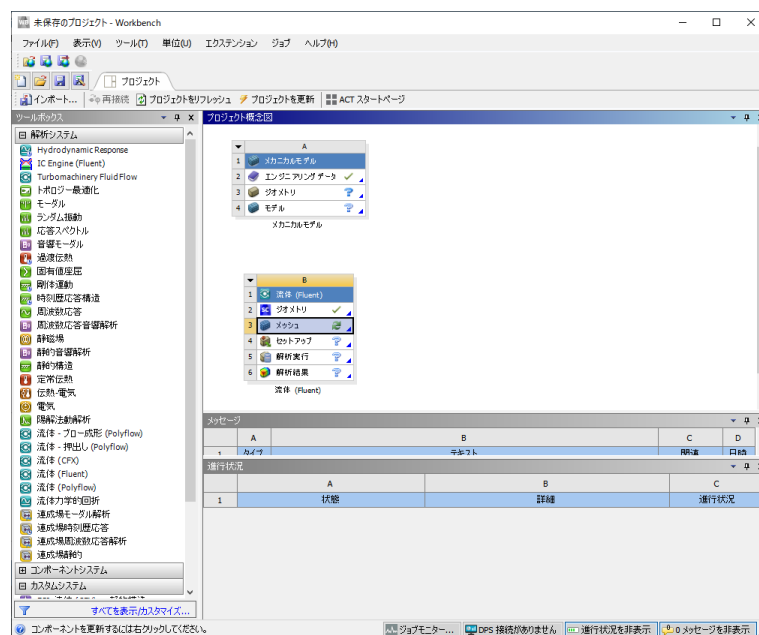 未保存のプロジェクト - Workbench
ファイル(F) 表示(V) ツール(T) 単位(U) エクステンション ジョブ ヘルプ(H)
プロジェクト
インポート... 再接続 プロジェクトをリフレッシュ プロジェクトを更新 ACT スタートページ
ツールボックス
解析システム
Hydrodynamic Response
IC Engine (Fluent)
Turbomachinery Fluid Flow
トポロジー最適化
モーダル
ランダム振動
応答スペクトル
音響モーダル
過渡伝熱
固有値座屈
剛体運動
時刻歴応答構造
周波数応答
周波数応答音響解析
静磁場
静的音響解析
静的構造
定常伝熱
伝熱-電気
電気
陽解法動解析
流体 - ブロー成形 (Polyflow)
流体 - 押出し (Polyflow)
流体 (CFX)
流体 (Fluent)
流体 (Polyflow)
流体力学的回折
連成場モーダル解析
連成場時刻歴応答
連成場周波数応答解析
連成場静的
コンポーネントシステム
カスタムシステム
すべてを表示/カスタマイズ...
プロジェクト概念図
A
1 メカニカルモデル
2 エンジニアリングデータ
3 ジオメトリ
4 モデル
メカニカルモデル
B
1 流体 (Fluent)
2 ジオメトリ
3 メッシュ
4 セットアップ
5 解析実行
6 解析結果
流体 (Fluent)
メッセージ
A B C D
1 タイプ テキスト 関連 日時
進行状況
A B C
1 状態 詳細 進行状況
コンポーネントを更新するには右クリックしてください。
ジョブモニター... DPS 接続がありません 進行状況を非表示 0 メッセージを非表示